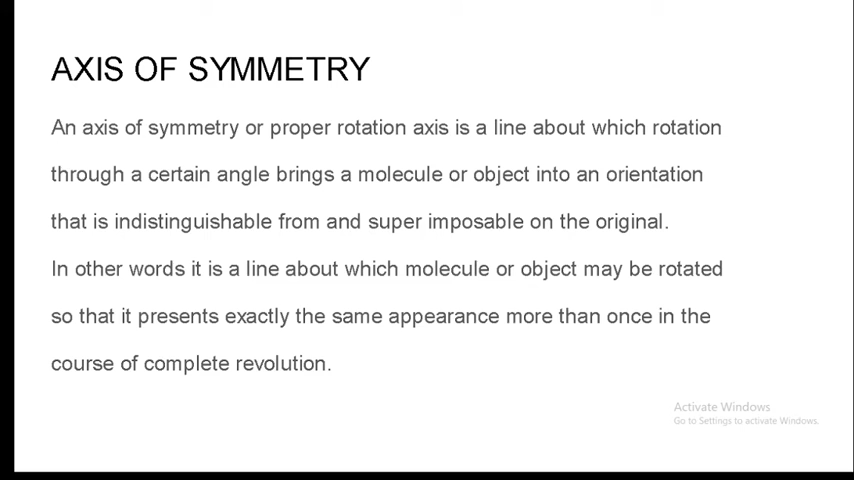 AXIS OF SYMMETRY
An axis of symmetry or proper rotation axis is a line about which rotation
through a certain angle brings a molecule or object into an orientation
that is indistinguishable from and super imposable on the original.
In other words it is a line about which molecule or object may be rotated
so that it presents exactly the same appearance more than once in the
course of complete revolution.
Activate Windows
Go to Settings to activate Windows.